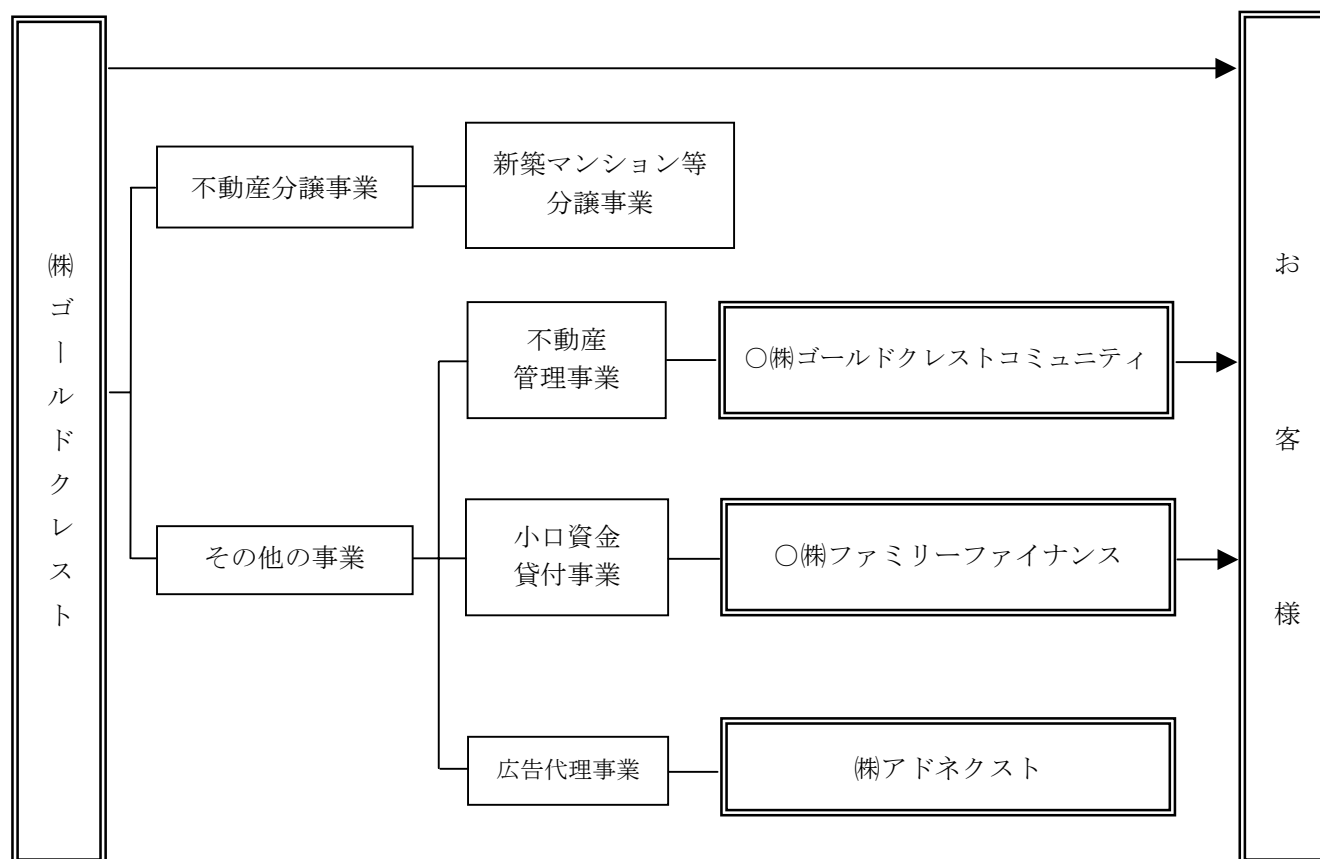 ㈱ゴールドクレスト
不動産分譲事業
新築マンション等
分譲事業
不動産
管理事業
○㈱ゴールドクレストコミュニティ
その他の事業
小口資金
貸付事業
○㈱ファミリーファイナンス
広告代理事業
㈱アドネクスト
お客様